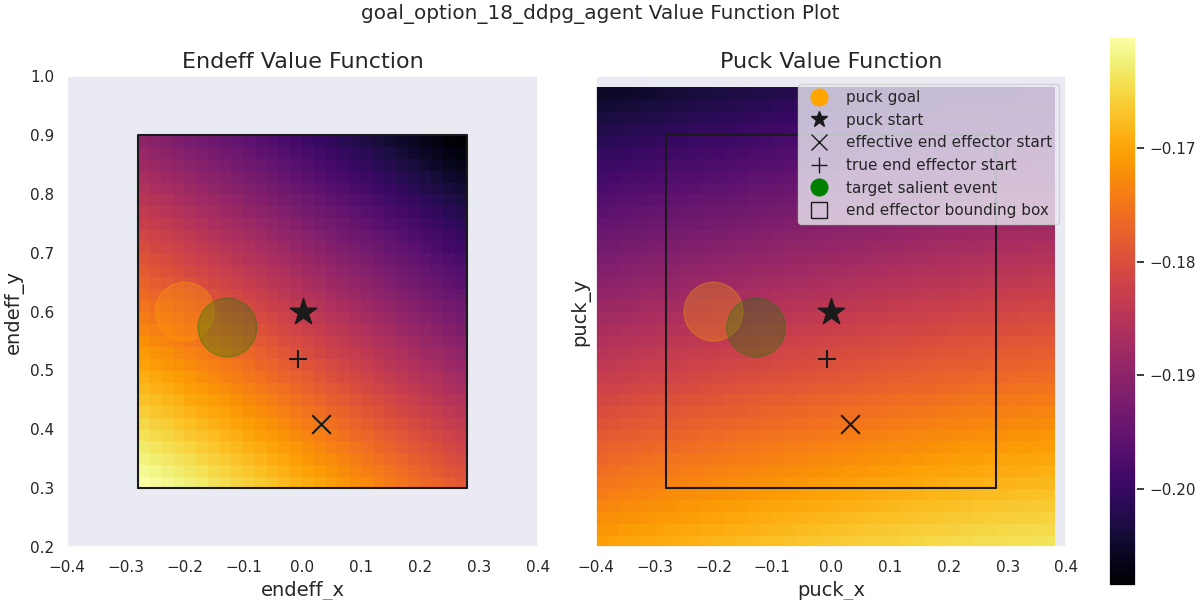 goal_option_18_ddpg_agent Value Function Plot
Endeff Value Function
endeff_y
1.0
0.9
0.8
0.7
0.6
0.5
0.4
0.3
0.2
−0.4 −0.3 −0.2 −0.1 0.0 0.1 0.2 0.3 0.4
endeff_x
Puck Value Function
puck_y
puck goal
puck start
effective end effector start
true end effector start
target salient event
end effector bounding box
−0.4 −0.3 −0.2 −0.1 0.0 0.1 0.2 0.3 0.4
puck_x
−0.17
−0.18
−0.19
−0.20